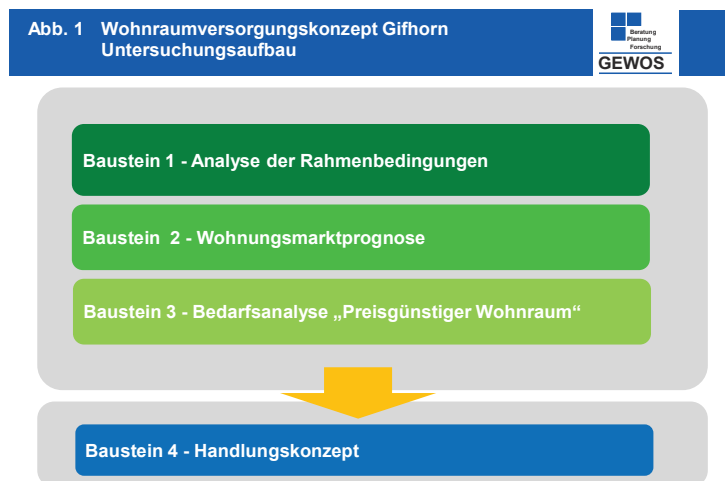 Abb. 1 Wohnraumversorgungskonzept Gifhorn
Untersuchungsaufbau
Beratung
Planung
Forschung
GEWOS
Baustein 1 - Analyse der Rahmenbedingungen
Baustein 2 - Wohnungsmarktprognose
Baustein 3 - Bedarfsanalyse „Preisgünstiger Wohnraum“
Baustein 4 - Handlungskonzept